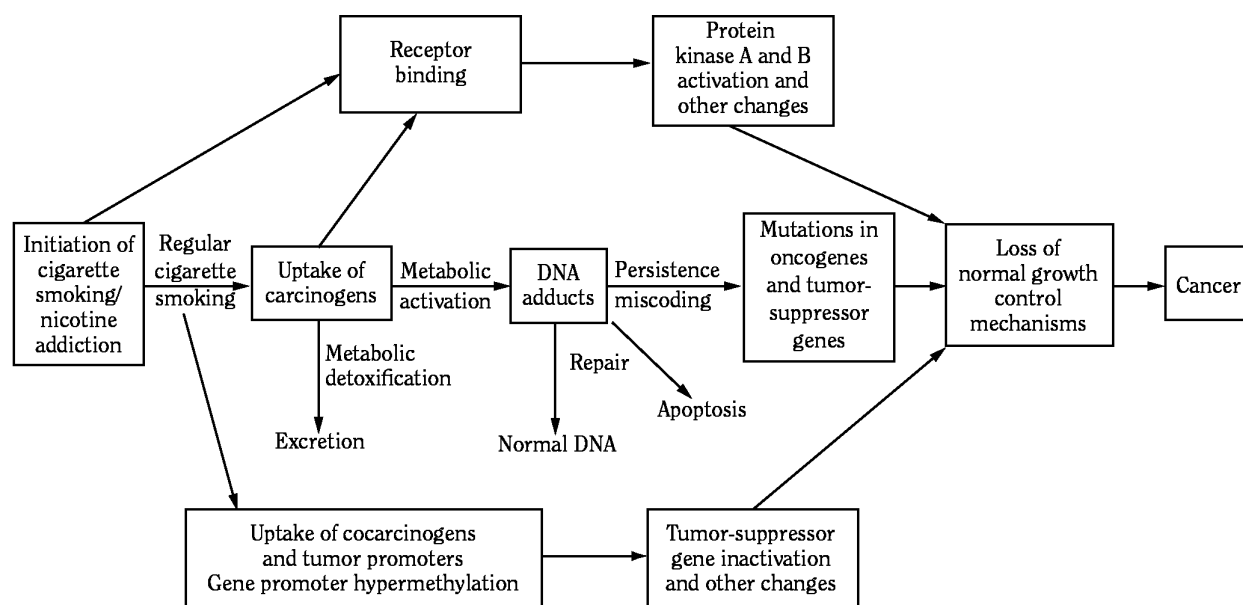 Receptor
binding
Protein
kinase A and B
activation and
other changes
Initiation of
cigarette
smoking/
nicotine
addiction
Regular
cigarette
smoking
Uptake of
carcinogens
Metabolic
activation
DNA
adducts
Persistence
miscoding
Mutations in
oncogenes
and tumor-
suppressor
genes
Loss of
normal growth
control
mechanisms
Cancer
Metabolic
detoxification
Excretion
Repair
Normal DNA
Apoptosis
Uptake of cocarcinogens
and tumor promoters
Gene promoter hypermethylation
Tumor-suppressor
gene inactivation
and other changes